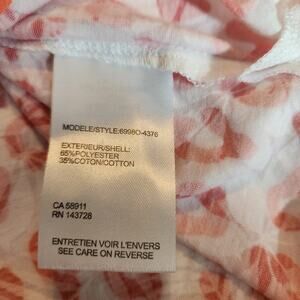 MODELE/STYLE:6998O-4376
EXTERIEUR/SHELL:
65%POLYESTER
35%COTON/COTTON
CA 58911
RN 143728
ENTRETIEN VOIR L'ENVERS
SEE CARE ON REVERSE